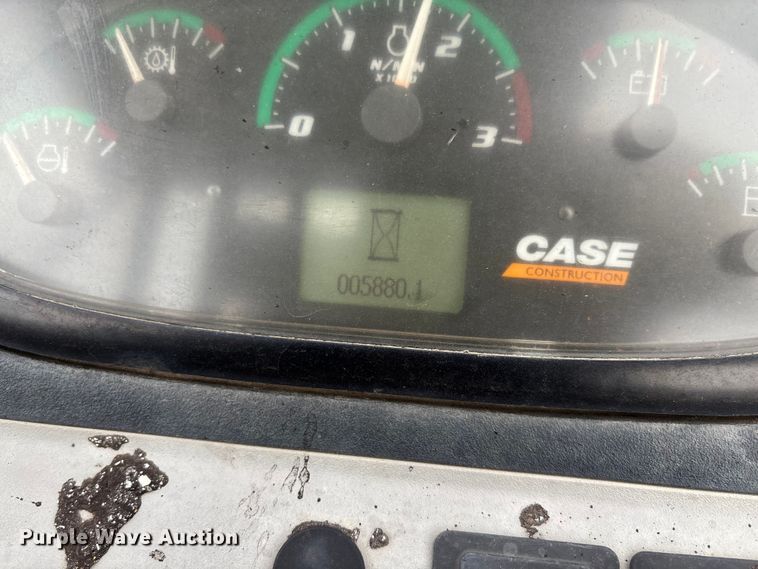 1
2
N/MIN
X1000
0
3
CASE
CONSTRUCTION
005880.1
Purple Wave Auction